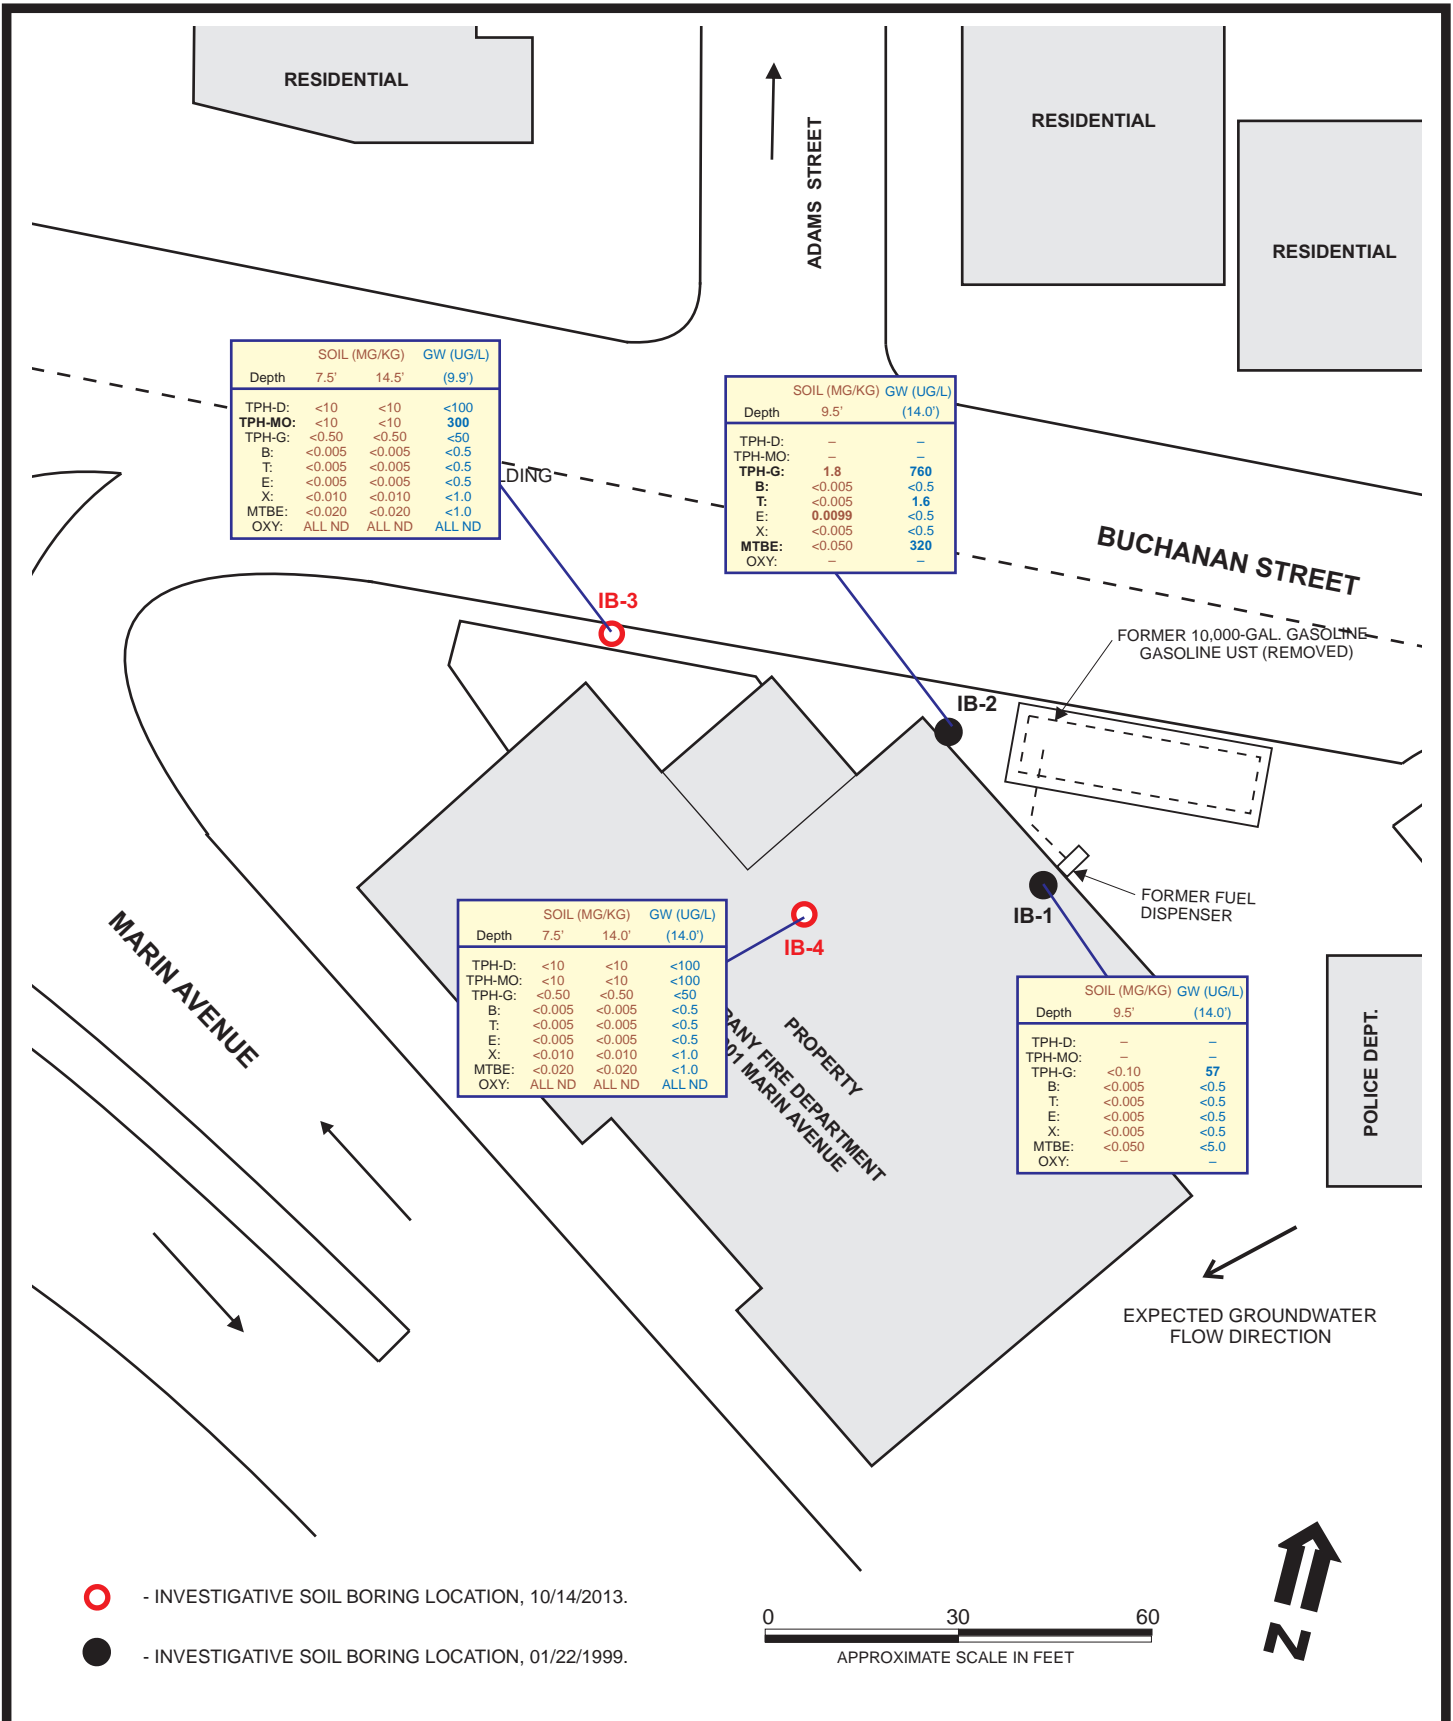 RESIDENTIAL
RESIDENTIAL
RESIDENTIAL
ADAMS STREET
SOIL (MG/KG) GW (UG/L)
Depth 7.5' 14.5' (9.9')
TPH-D: <10 <10 <100
TPH-MO: <10 <10 300
TPH-G: <0.50 <0.50 <50
B: <0.005 <0.005 <0.5
T: <0.005 <0.005 <0.5
E: <0.005 <0.005 <0.5
X: <0.010 <0.010 <1.0
MTBE: <0.020 <0.020 <1.0
OXY: ALL ND ALL ND ALL ND
LDING
SOIL (MG/KG) GW (UG/L)
Depth 9.5' (14.0')
TPH-D: – –
TPH-MO: – –
TPH-G: 1.8 760
B: <0.005 <0.5
T: <0.005 1.6
E: 0.0099 <0.5
X: <0.005 <0.5
MTBE: <0.050 320
OXY: – –
BUCHANAN STREET
IB-3
FORMER 10,000-GAL. GASOLINE
GASOLINE UST (REMOVED)
IB-2
FORMER FUEL
DISPENSER
IB-1
IB-4
MARIN AVENUE
SOIL (MG/KG) GW (UG/L)
Depth 7.5' 14.0' (14.0')
TPH-D: <10 <10 <100
TPH-MO: <10 <10 <100
TPH-G: <0.50 <0.50 <50
B: <0.005 <0.005 <0.5
T: <0.005 <0.005 <0.5
E: <0.005 <0.005 <0.5
X: <0.010 <0.010 <1.0
MTBE: <0.020 <0.020 <1.0
OXY: ALL ND ALL ND ALL ND
PROPERTY
BANY FIRE DEPARTMENT
01 MARIN AVENUE
SOIL (MG/KG) GW (UG/L)
Depth 9.5' (14.0')
TPH-D: – –
TPH-MO: – –
TPH-G: <0.10 57
B: <0.005 <0.5
T: <0.005 <0.5
E: <0.005 <0.5
X: <0.005 <0.5
MTBE: <0.050 <5.0
OXY: – –
POLICE DEPT.
EXPECTED GROUNDWATER
FLOW DIRECTION
- INVESTIGATIVE SOIL BORING LOCATION, 10/14/2013.
- INVESTIGATIVE SOIL BORING LOCATION, 01/22/1999.
0 30 60
APPROXIMATE SCALE IN FEET
N